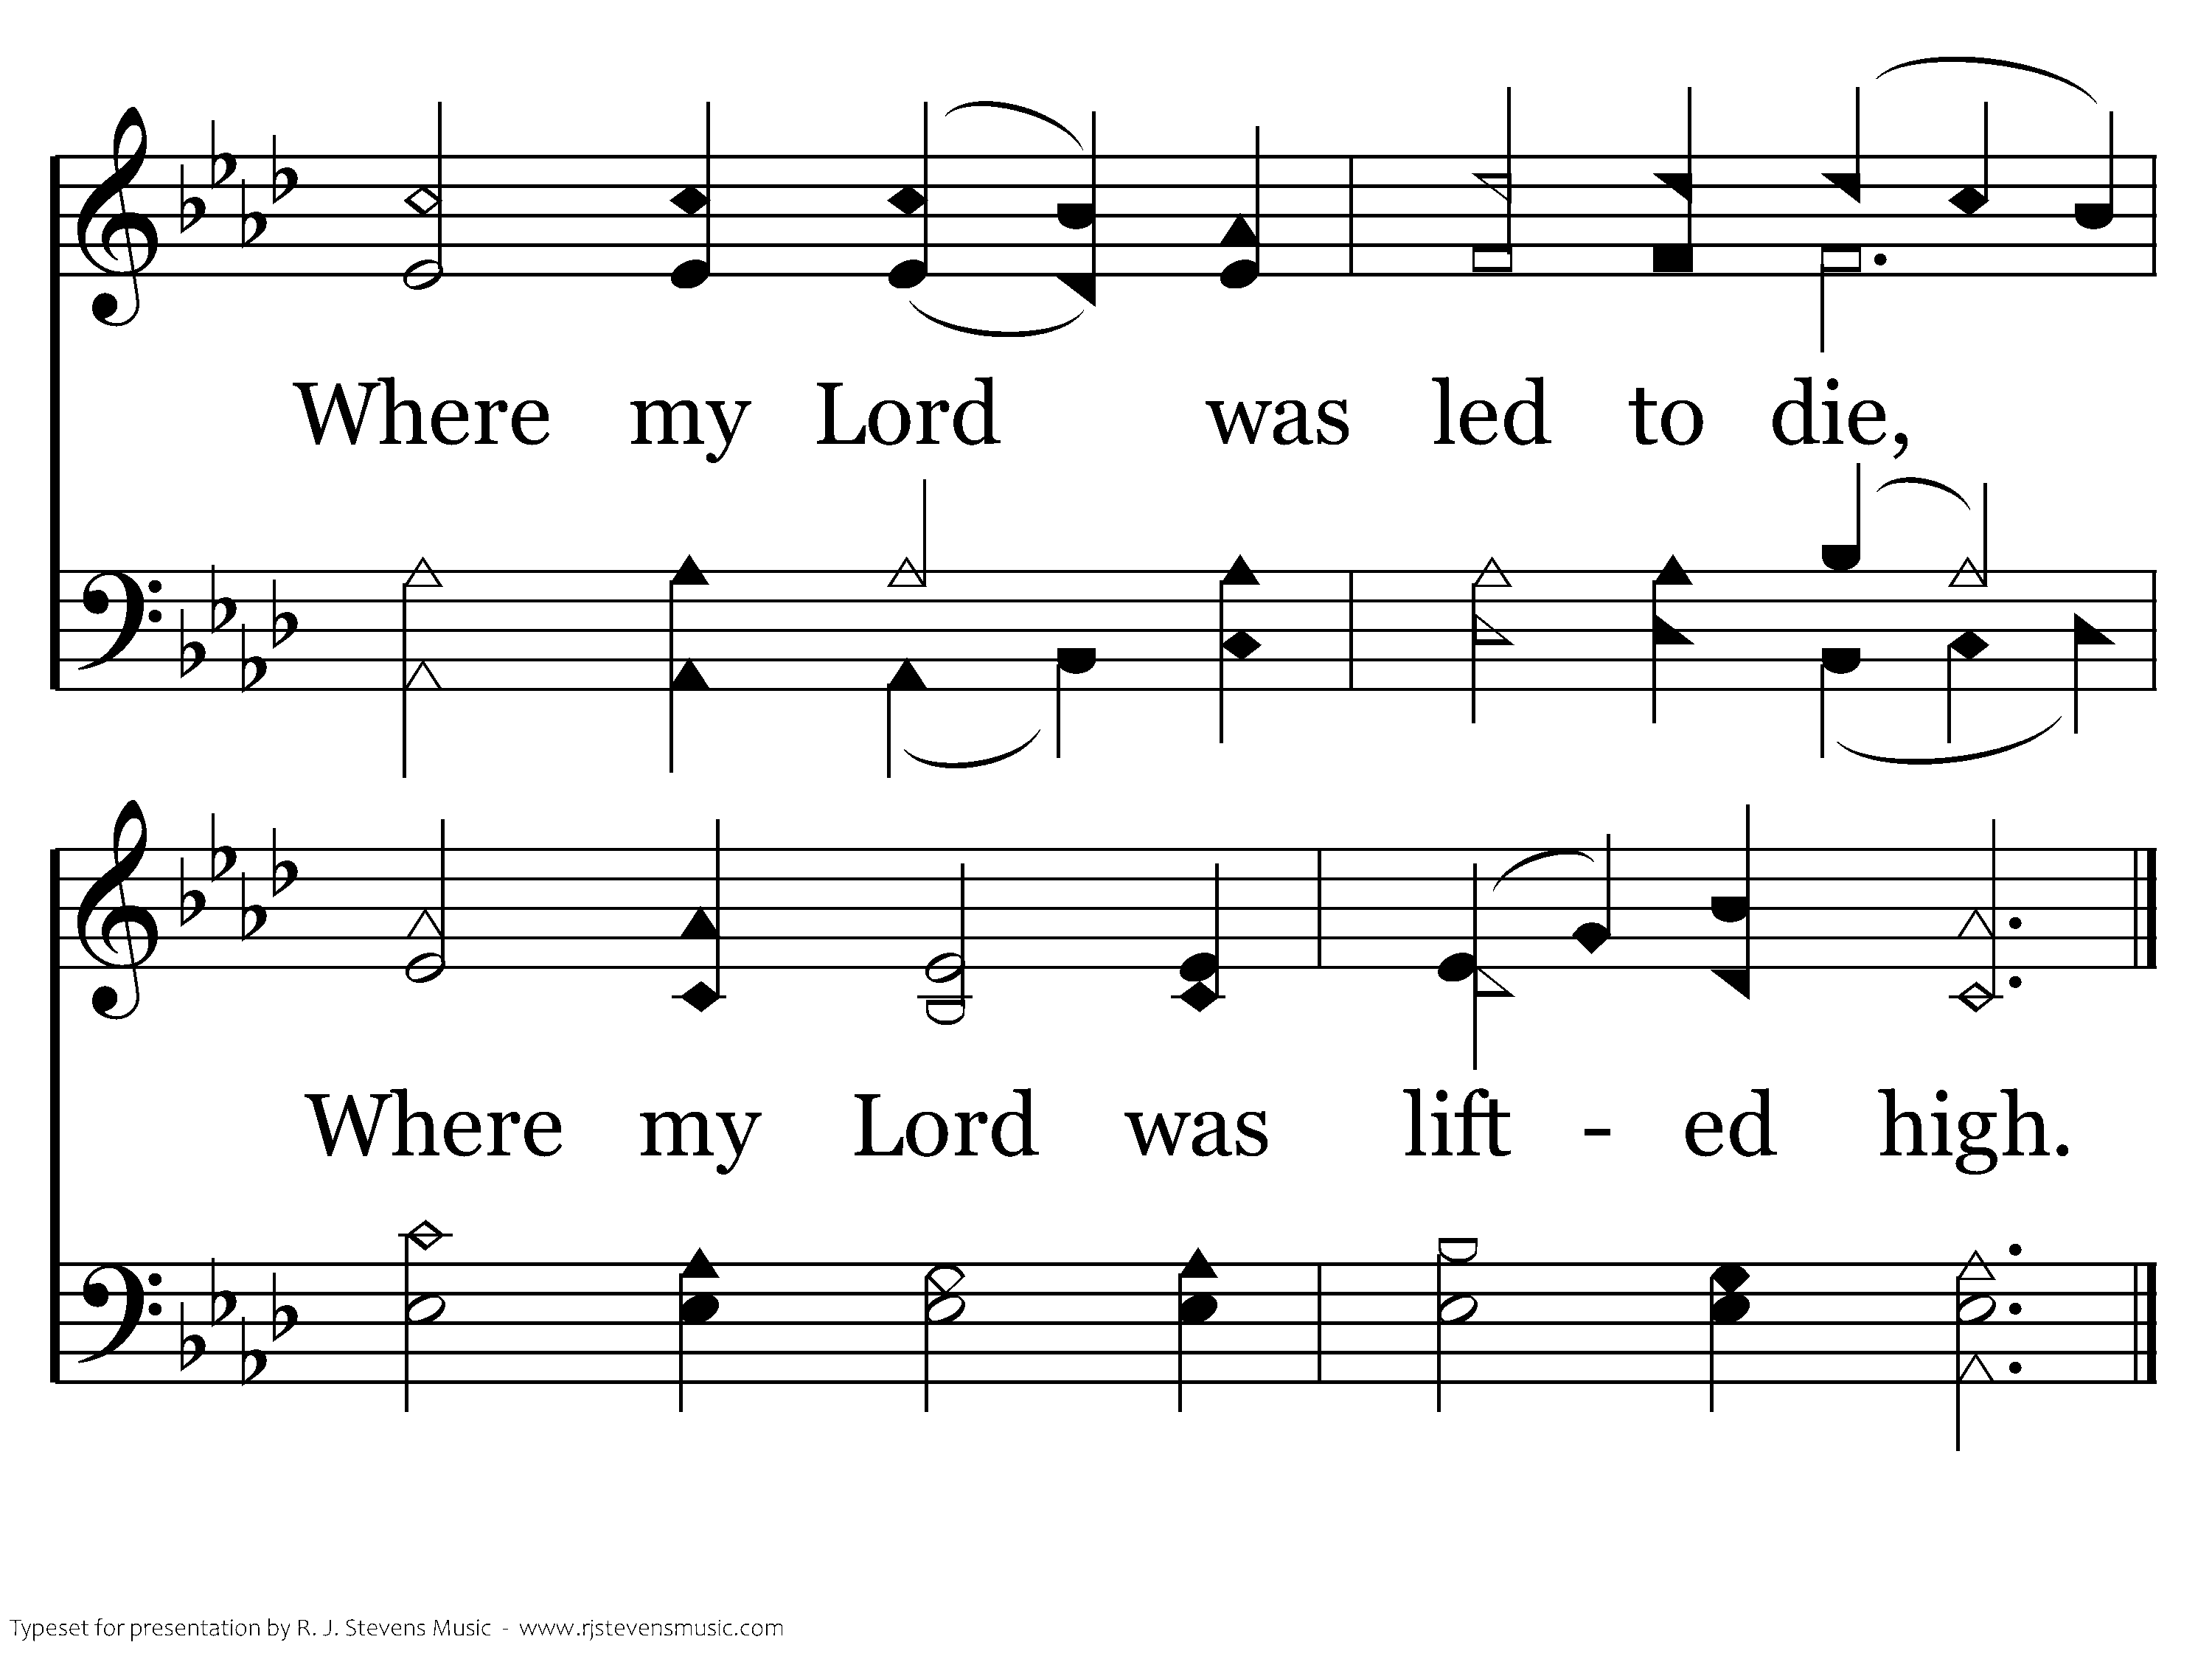 Where my Lord was led to die,
Where my Lord was lift - ed high.
Typeset for presentation by R. J. Stevens Music - www.rjstevensmusic.com